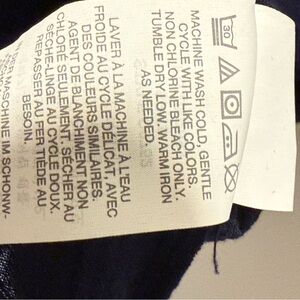 30
MACHINE WASH COLD, GENTLE
CYCLE WITH LIKE COLORS.
NON CHLORINE BLEACH ONLY.
TUMBLE DRY LOW, WARM IRON
AS NEEDED.
LAVER À LA MACHINE À L'EAU
FROIDE AU CYCLE DÉLICAT, AVEC
DES COULEURS SIMILAIRES.
AGENT DE BLANCHIMENT NON
CHLORÉ SEULEMENT, SÉCHER AU
SÈCHE-LINGE AU CYCLE DOUX.
REPASSER AU FER TIÈDE AU
BESOIN.
MASCHINE IM SCHONW-